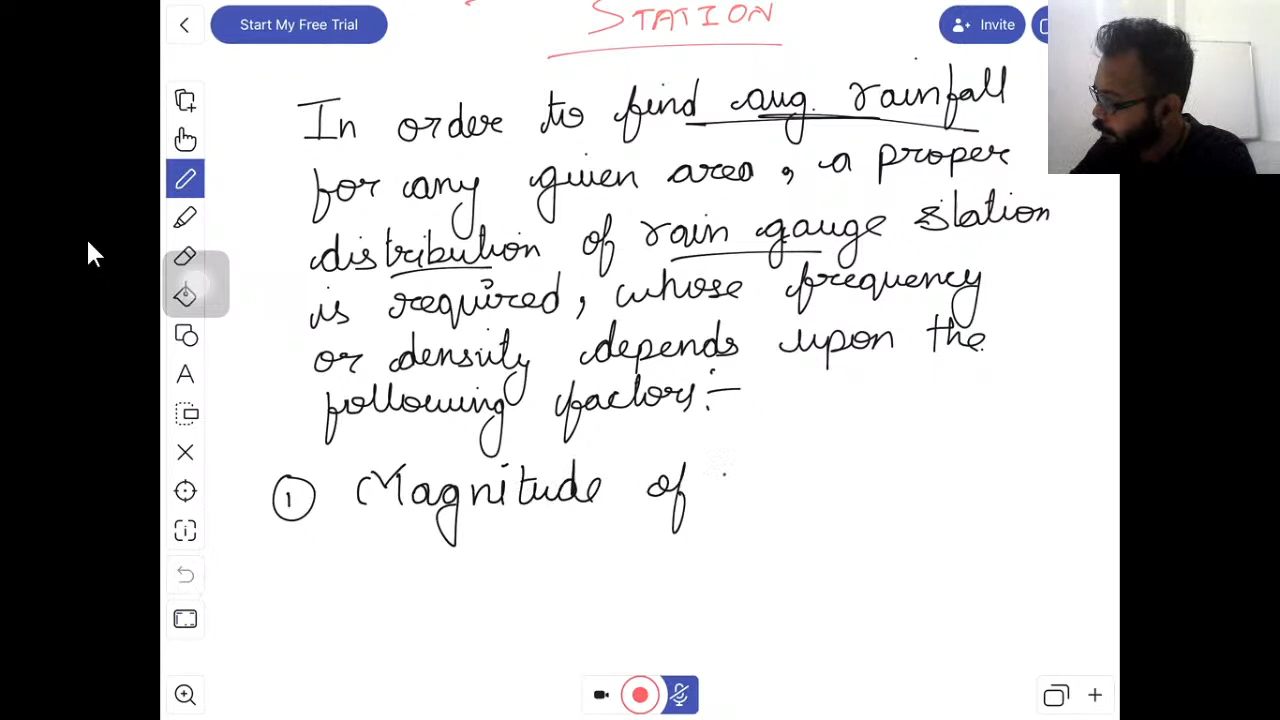 Start My Free Trial
STATION
Invite
In order to find avg. rainfall
for any given area, a proper
distribution of rain gauge station
is required, whose frequency
or density depends upon the
following factors:-
① Magnitude of
A